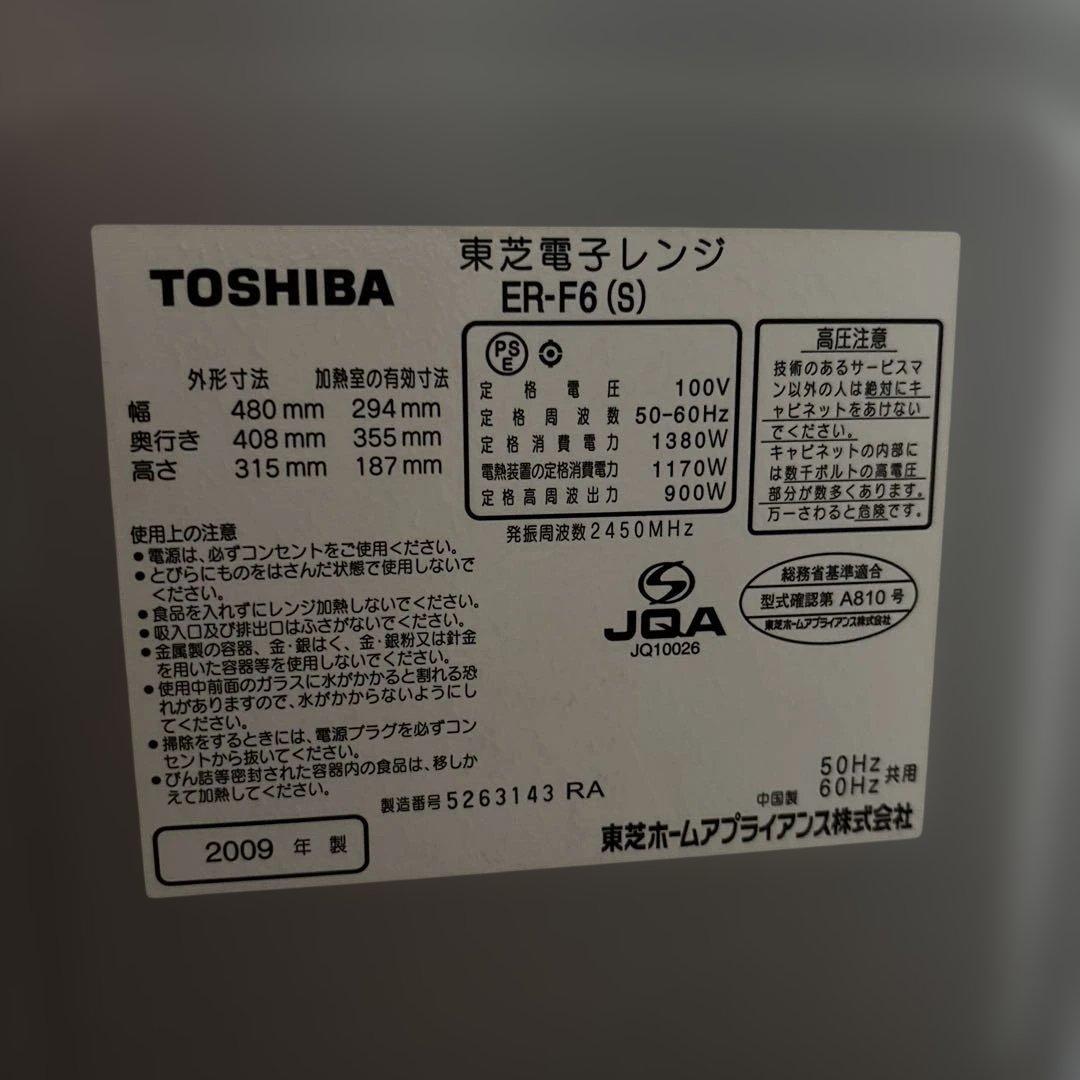 TOSHIBA
東芝電子レンジ
ER-F6(S)
外形寸法 加熱室の有効寸法
幅 480mm 294mm
奥行き 408mm 355mm
高さ 315mm 187mm
PSE
定格電圧 100V
定格周波数 50-60Hz
定格消費電力 1380W
電熱装置の定格消費電力 1170W
定格高周波出力 900W
発振周波数2450MHz
高圧注意
技術のあるサービスマ
ン以外の人は絶対にキ
ャビネットをあけない
でください。
キャビネットの内部に
は数千ボルトの高電圧
部分が数多くあります。
万一さわると危険です。
使用上の注意
●電源は、必ずコンセントをご使用ください。
●とびらにものをはさんだ状態で使用しないで
ください。
●食品を入れずにレンジ加熱しないでください。
●吸入口及び排出口はふさがないでください。
●金属製の容器、金・銀はく、金・銀粉又は針金
を用いた容器等を使用しないでください。
●使用中前面のガラスに水がかかると割れる恐
れがありますので、水がかからないようにし
てください。
●掃除をするときには、電源プラグを必ずコン
セントから抜いてください。
●びん詰等密封された容器内の食品は、移しか
えて加熱してください。
JQA
JQ10026
総務省基準適合
型式確認第 A810号
東芝ホームアプライアンス株式会社
製造番号5263143 RA
50Hz
60Hz 共用
中国製
東芝ホームアプライアンス株式会社
2009 年 製